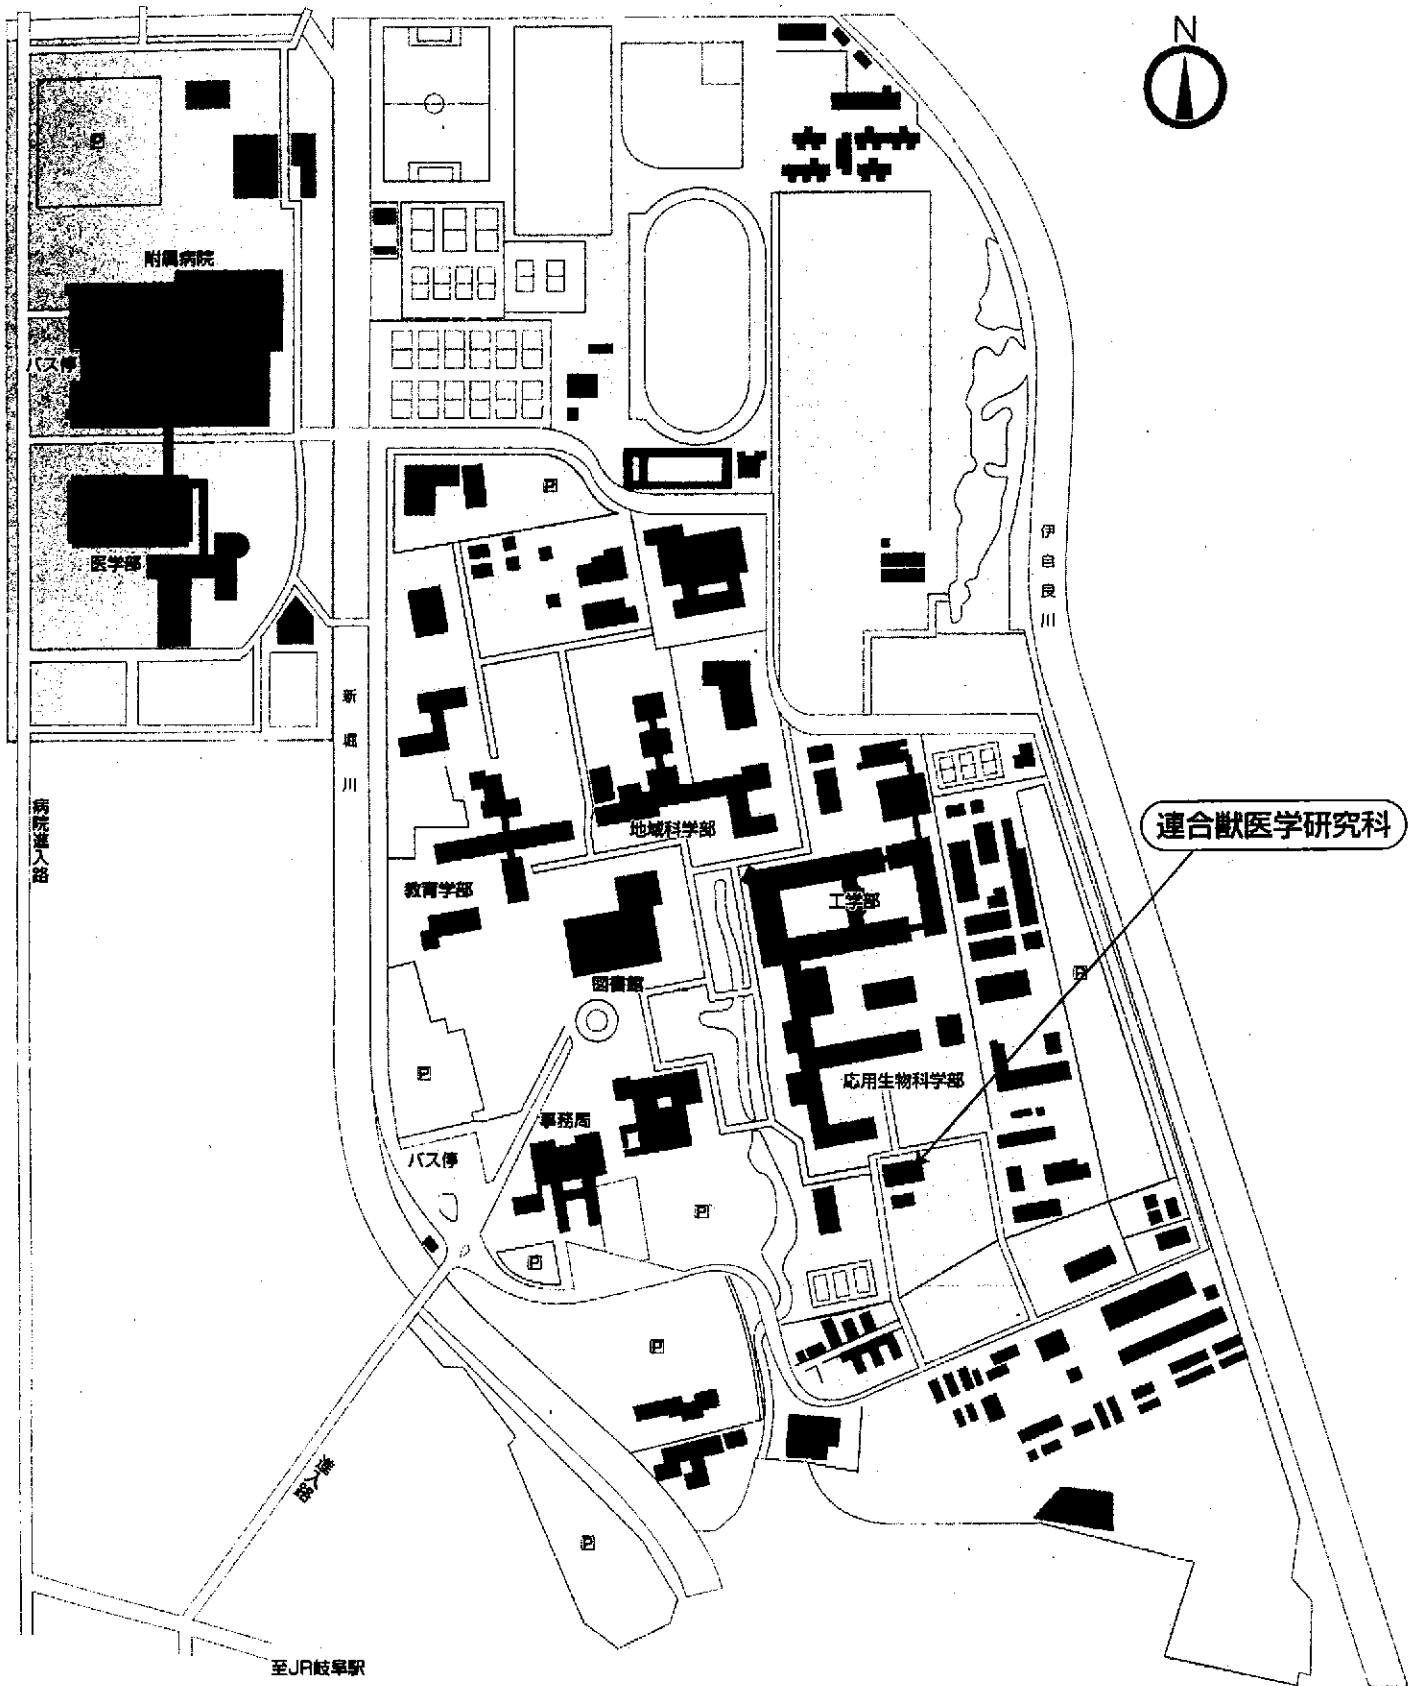 N
P
附属病院
バス停
P
医学部
伊自良川
新堀川
病院進入路
連合獣医学研究科
地域科学部
教育学部
工学部
図書館
P
P
応用生物科学部
事務局
バス停
P
P
P
進入路
P
至JR岐阜駅